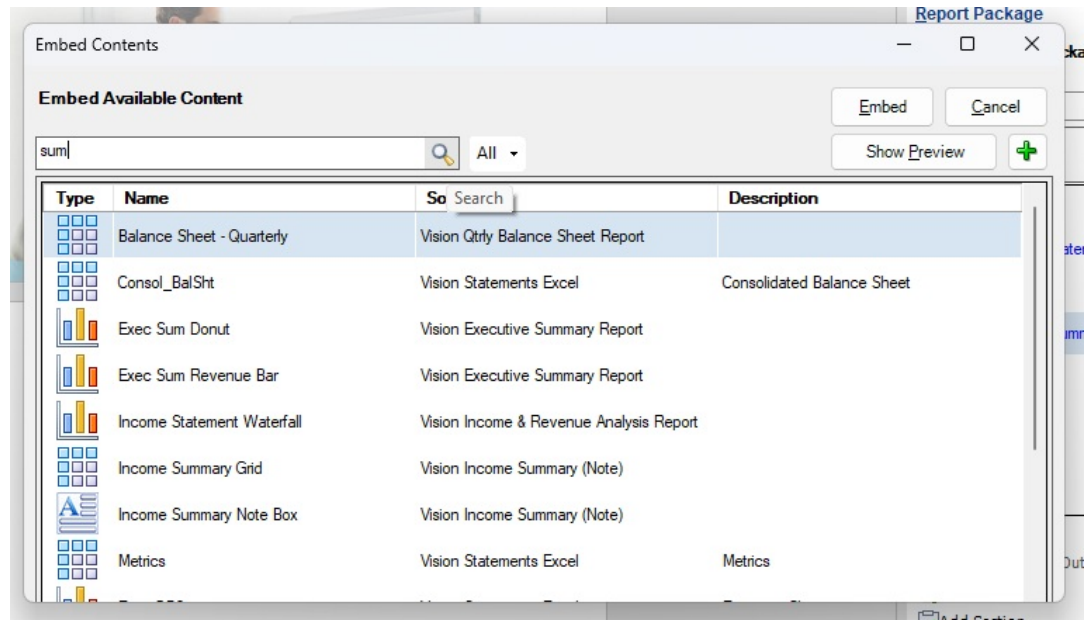 Report Package
Embed Contents
Embed Available Content
Embed Cancel
sum All Show Preview
Type Name So Search Description
Balance Sheet - Quarterly Vision Qtrly Balance Sheet Report
Consol_BalSht Vision Statements Excel Consolidated Balance Sheet
Exec Sum Donut Vision Executive Summary Report
Exec Sum Revenue Bar Vision Executive Summary Report
Income Statement Waterfall Vision Income & Revenue Analysis Report
Income Summary Grid Vision Income Summary (Note)
Income Summary Note Box Vision Income Summary (Note)
Metrics Vision Statements Excel Metrics